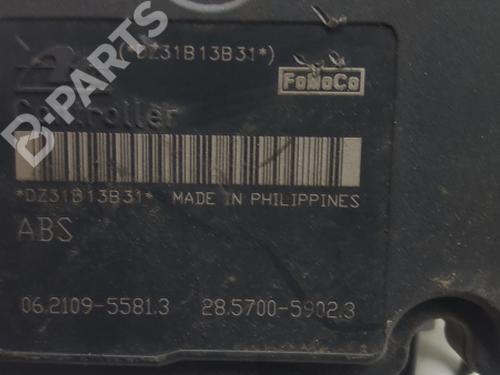 B-PARTS
(*DZ31B13B31*)
FoMoCo
Controller
*DZ31B13B31* MADE IN PHILIPPINES
ABS
06.2109-5581.3 28.5700-5902.3